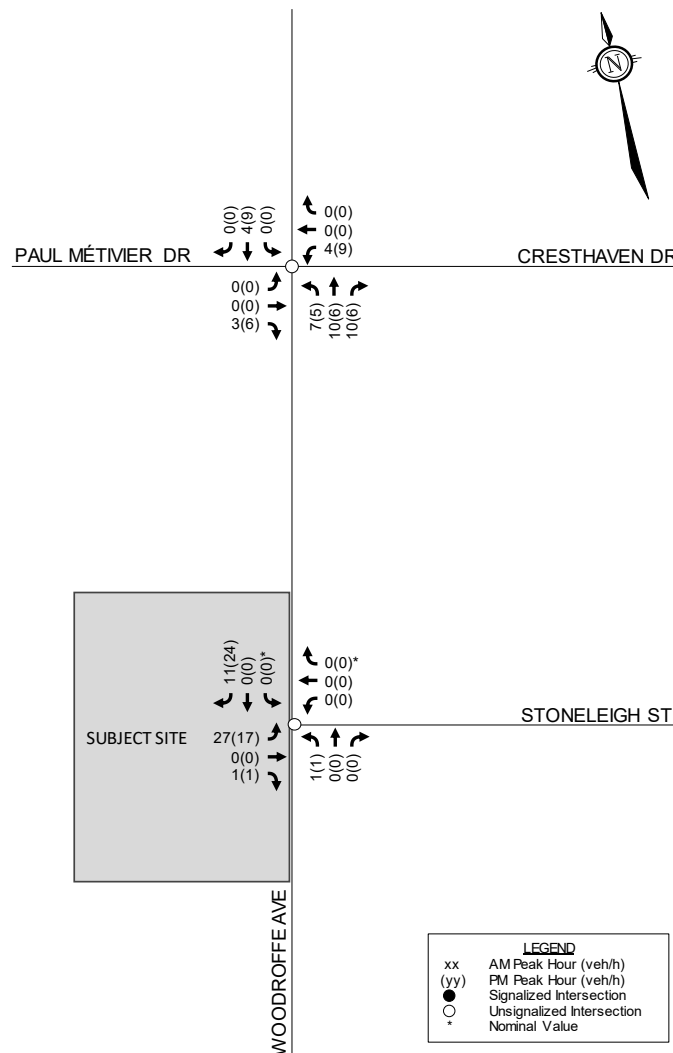 N
0(0)
4(9)
0(0)
0(0)
0(0)
4(9)
PAUL MÉTIVIER DR
CRESTHAVEN DR
0(0)
0(0)
3(6)
7(5)
10(6)
10(6)
11(24)
0(0)
0(0)*
0(0)*
0(0)
0(0)
STONELEIGH ST
SUBJECT SITE
27(17)
0(0)
1(1)
1(1)
0(0)
0(0)
WOODROFFE AVE
LEGEND
xx AM Peak Hour (veh/h)
(yy) PM Peak Hour (veh/h)
Signalized Intersection
Unsignalized Intersection
* Nominal Value